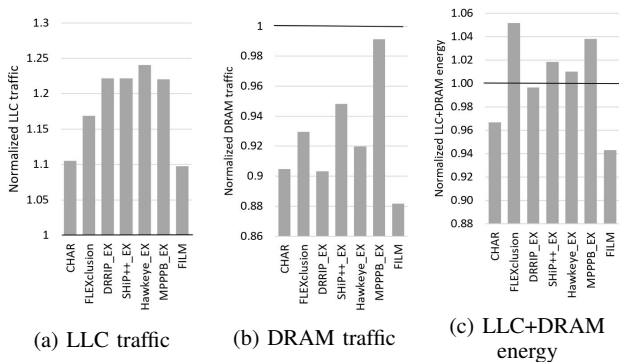 Normalized LLC traffic
1.3
1.25
1.2
1.15
1.1
1.05
1
CHAR
FLEXclusion
DRRIP_EX
SHiP++_EX
Hawkeye_EX
MPPPB_EX
FILM
(a) LLC traffic
Normalized DRAM traffic
1
0.98
0.96
0.94
0.92
0.9
0.88
0.86
CHAR
FLEXclusion
DRRIP_EX
SHiP++_EX
Hawkeye_EX
MPPPB_EX
FILM
(b) DRAM traffic
Normalized LLC+DRAM
energy
1.06
1.04
1.02
1.00
0.98
0.96
0.94
0.92
0.90
0.88
CHAR
FLEXclusion
DRRIP_EX
SHiP++_EX
Hawkeye_EX
MPPPB_EX
FILM
(c) LLC+DRAM
energy